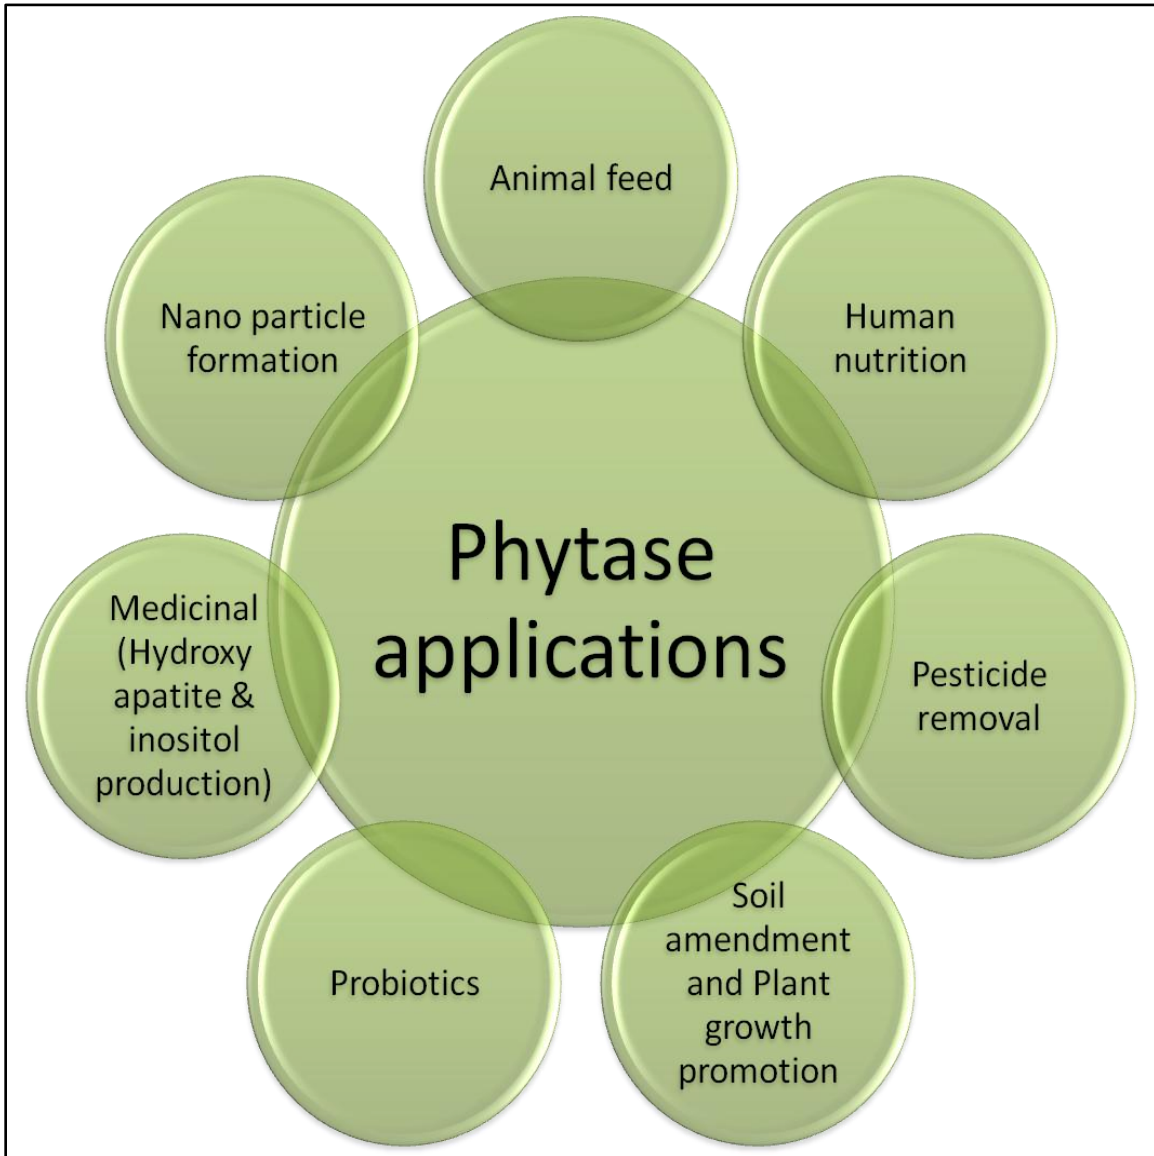 Animal feed
Human
nutrition
Pesticide
removal
Soil
amendment
and Plant
growth
promotion
Probiotics
Medicinal
(Hydroxy
apatite &
inositol
production)
Nano particle
formation
Phytase
applications